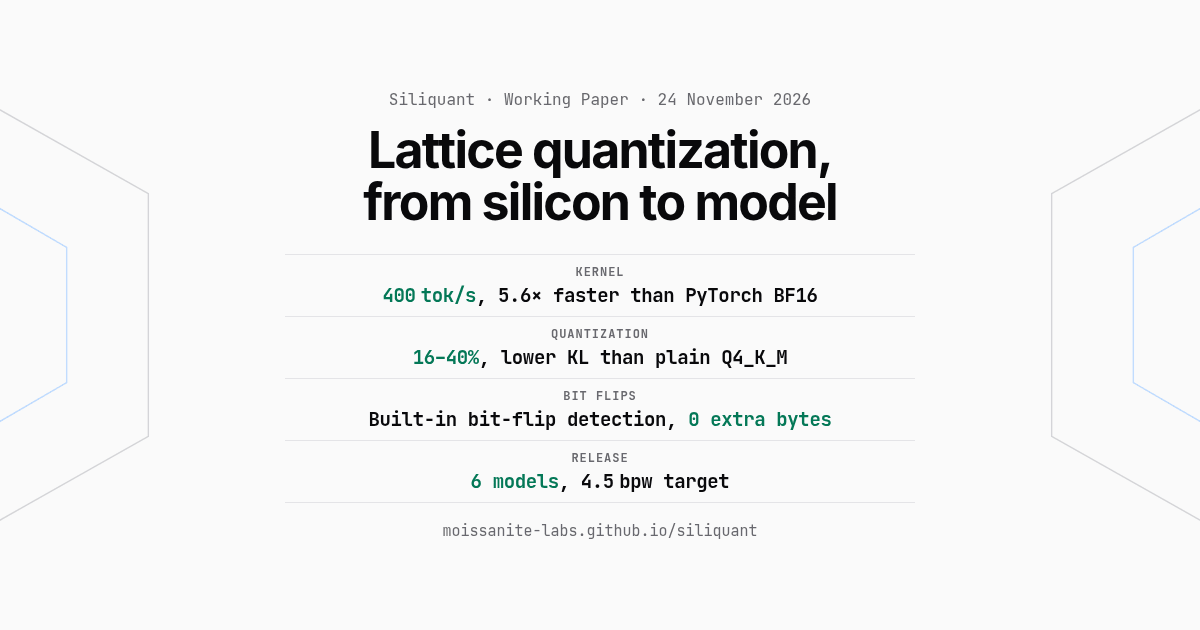 Siliquant · Working Paper · 24 November 2026
Lattice quantization,
from silicon to model
KERNEL
400 tok/s, 5.6× faster than PyTorch BF16
QUANTIZATION
16–40%, lower KL than plain Q4_K_M
BIT FLIPS
Built-in bit-flip detection, 0 extra bytes
RELEASE
6 models, 4.5 bpw target
moissanite-labs.github.io/siliquant